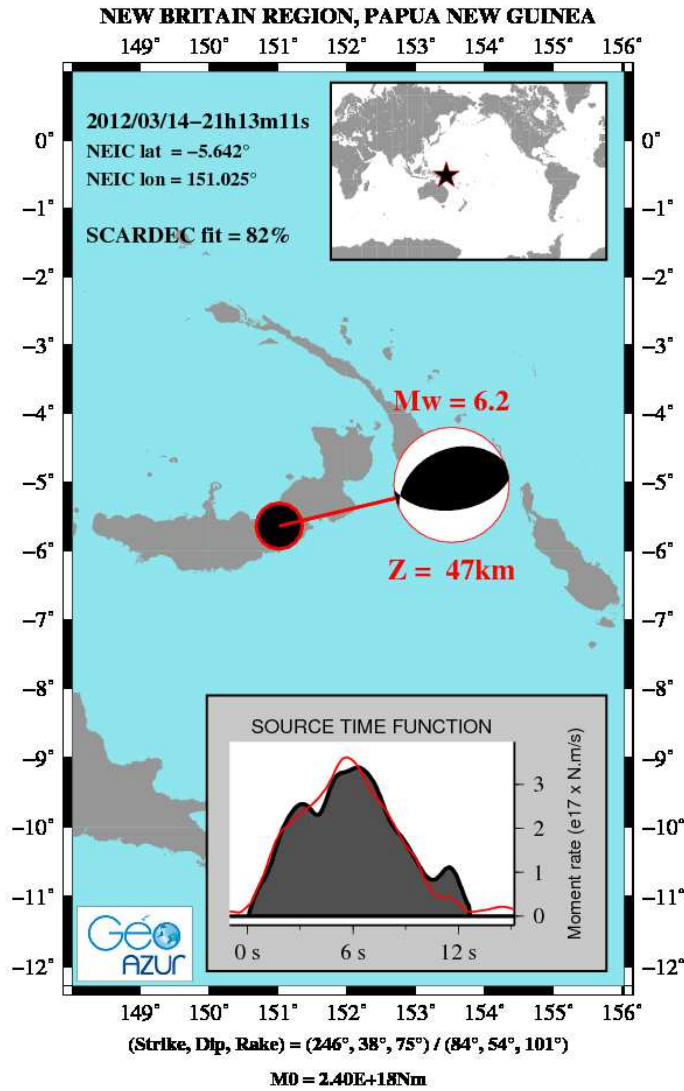 NEW BRITAIN REGION, PAPUA NEW GUINEA
149° 150° 151° 152° 153° 154° 155° 156°
2012/03/14−21h13m11s
NEIC lat = −5.642°
NEIC lon = 151.025°
SCARDEC fit = 82%
0° 0°
−1° −1°
−2° −2°
−3° −3°
Mw = 6.2
−4° −4°
−5° −5°
−6° −6°
Z = 47km
−7° −7°
−8° −8°
SOURCE TIME FUNCTION
−9° −9°
3
2
1
0
Moment rate (e17 x N.m/s)
−10° −10°
−11° −11°
0 s 6 s 12 s
Géo
AZUR
−12° −12°
149° 150° 151° 152° 153° 154° 155° 156°
(Strike, Dip, Rake) = (246°, 38°, 75°) / (84°, 54°, 101°)
M0 = 2.40E+18Nm